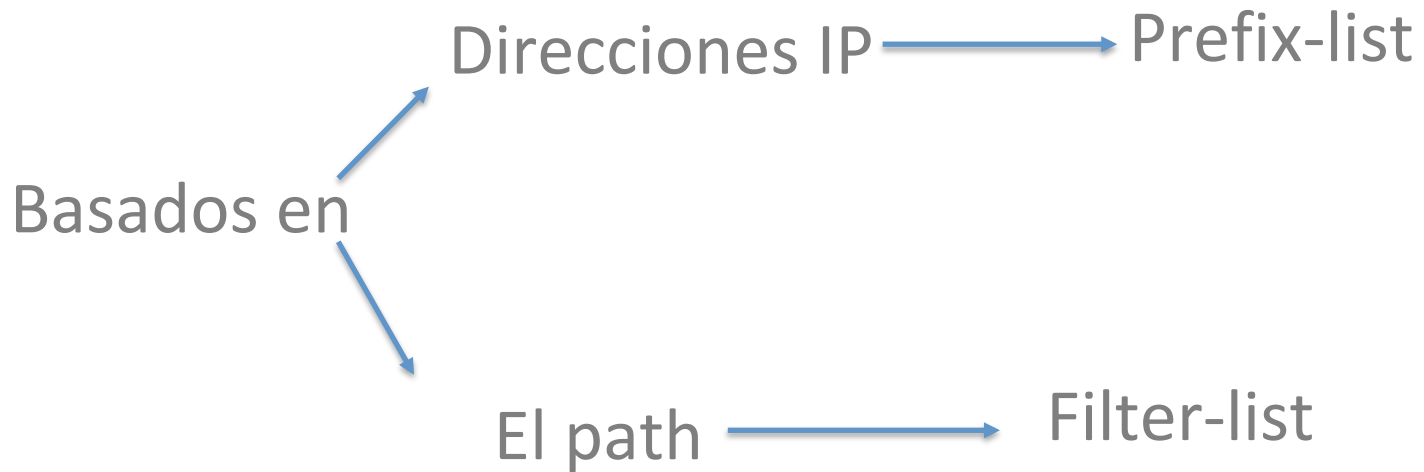 Direcciones IP
Prefix-list
Basados en
El path
Filter-list